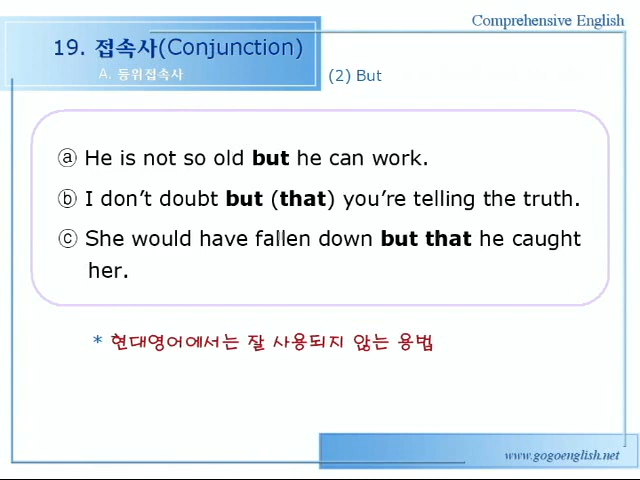 Comprehensive English
19. 접속사(Conjunction)
A. 등위접속사
(2) But
ⓐ He is not so old but he can work.
ⓑ I don't doubt but (that) you're telling the truth.
ⓒ She would have fallen down but that he caught
her.
* 현대영어에서는 잘 사용되지 않는 용법
www.gogoenglish.net